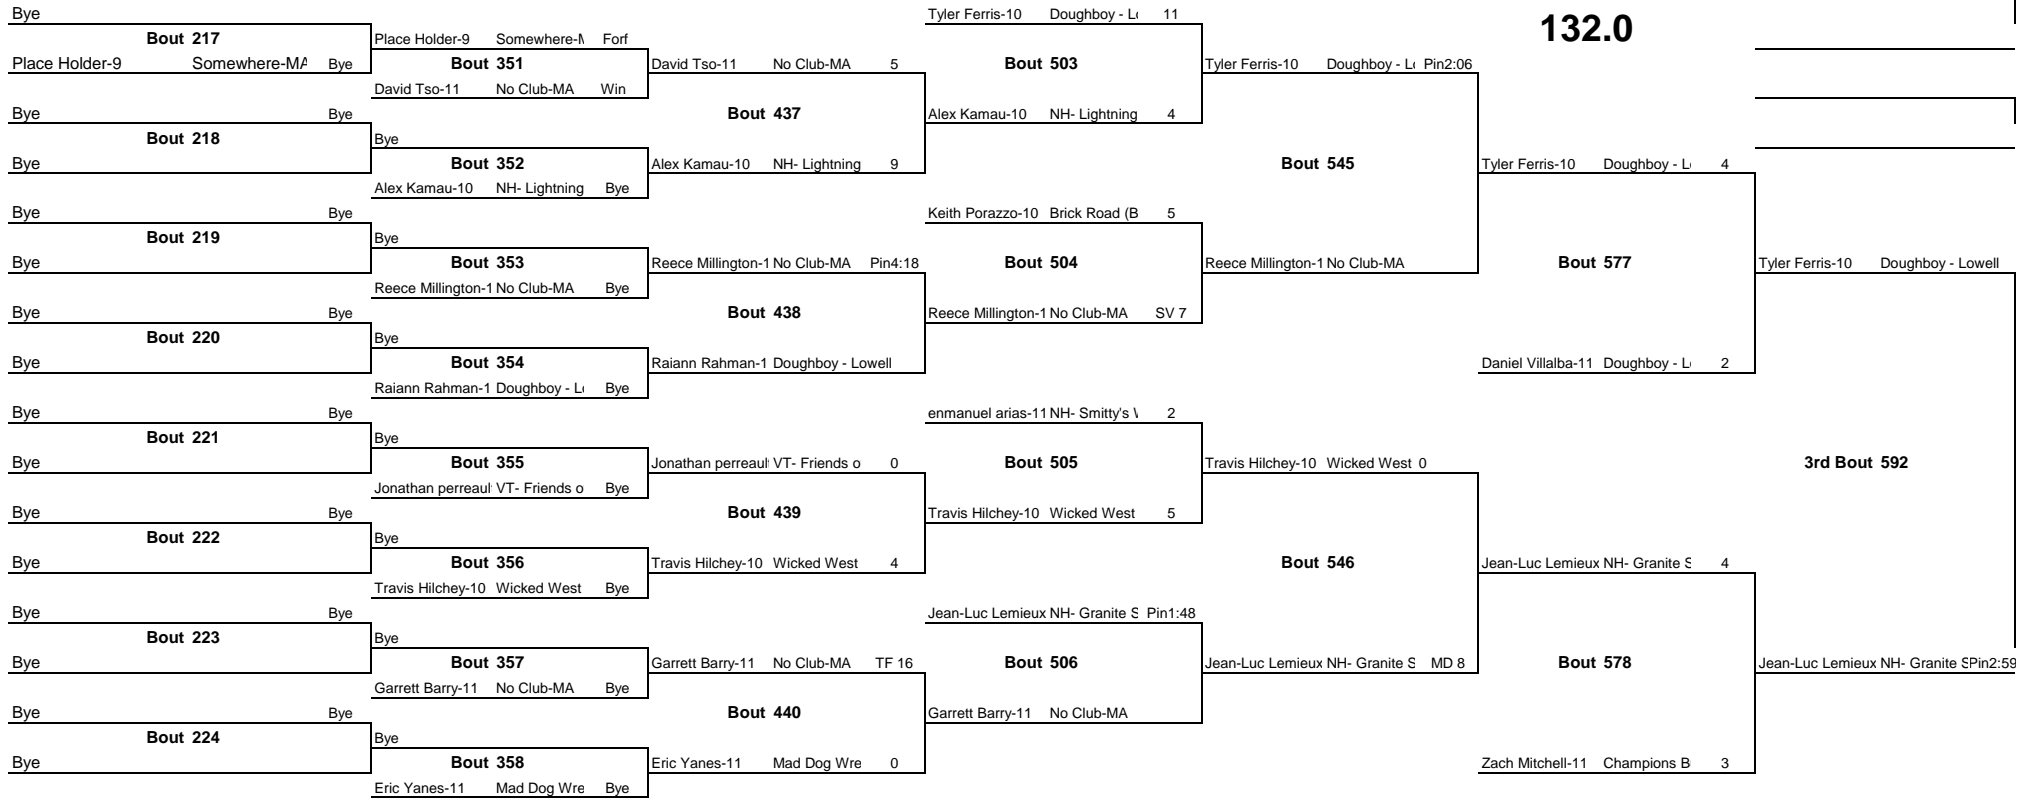 Bye
Bout 217
Place Holder-9 Somewhere-MA Bye
Bye Bye
Bout 218
Bye
Bye Bye
Bout 219
Bye
Bye Bye
Bout 220
Bye
Bye Bye
Bout 221
Bye
Bye Bye
Bout 222
Bye
Bye Bye
Bout 223
Bye
Bye Bye
Bout 224
Bye
Place Holder-9 Somewhere-M Forf
Bout 351
David Tso-11 No Club-MA Win
Bye
Bout 352
Alex Kamau-10 NH- Lightning Bye
Bye
Bout 353
Reece Millington-1 No Club-MA Bye
Bye
Bout 354
Raiann Rahman-1 Doughboy - Lo Bye
Bye
Bout 355
Jonathan perreaul VT- Friends o Bye
Bye
Bout 356
Travis Hilchey-10 Wicked West Bye
Bye
Bout 357
Garrett Barry-11 No Club-MA Bye
Bye
Bout 358
Eric Yanes-11 Mad Dog Wre Bye
David Tso-11 No Club-MA 5
Bout 437
Alex Kamau-10 NH- Lightning 9
Reece Millington-1 No Club-MA Pin4:18
Bout 438
Raiann Rahman-1 Doughboy - Lowell
Jonathan perreaul VT- Friends o 0
Bout 439
Travis Hilchey-10 Wicked West 4
Garrett Barry-11 No Club-MA TF 16
Bout 440
Eric Yanes-11 Mad Dog Wre 0
Tyler Ferris-10 Doughboy - Lo 11
Bout 503
Alex Kamau-10 NH- Lightning 4
Keith Porazzo-10 Brick Road (B 5
Bout 504
Reece Millington-1 No Club-MA SV 7
enmanuel arias-11 NH- Smitty's 2
Bout 505
Travis Hilchey-10 Wicked West 5
Jean-Luc Lemieux NH- Granite S Pin1:48
Bout 506
Garrett Barry-11 No Club-MA
Tyler Ferris-10 Doughboy - Lo Pin2:06
Bout 545
Reece Millington-1 No Club-MA
Travis Hilchey-10 Wicked West 0
Bout 546
Jean-Luc Lemieux NH- Granite S MD 8
132.0
Tyler Ferris-10 Doughboy - L 4
Bout 577
Daniel Villalba-11 Doughboy - L 2
Jean-Luc Lemieux NH- Granite S 4
Bout 578
Zach Mitchell-11 Champions B 3
Tyler Ferris-10 Doughboy - Lowell
3rd Bout 592
Jean-Luc Lemieux NH- Granite S Pin2:59